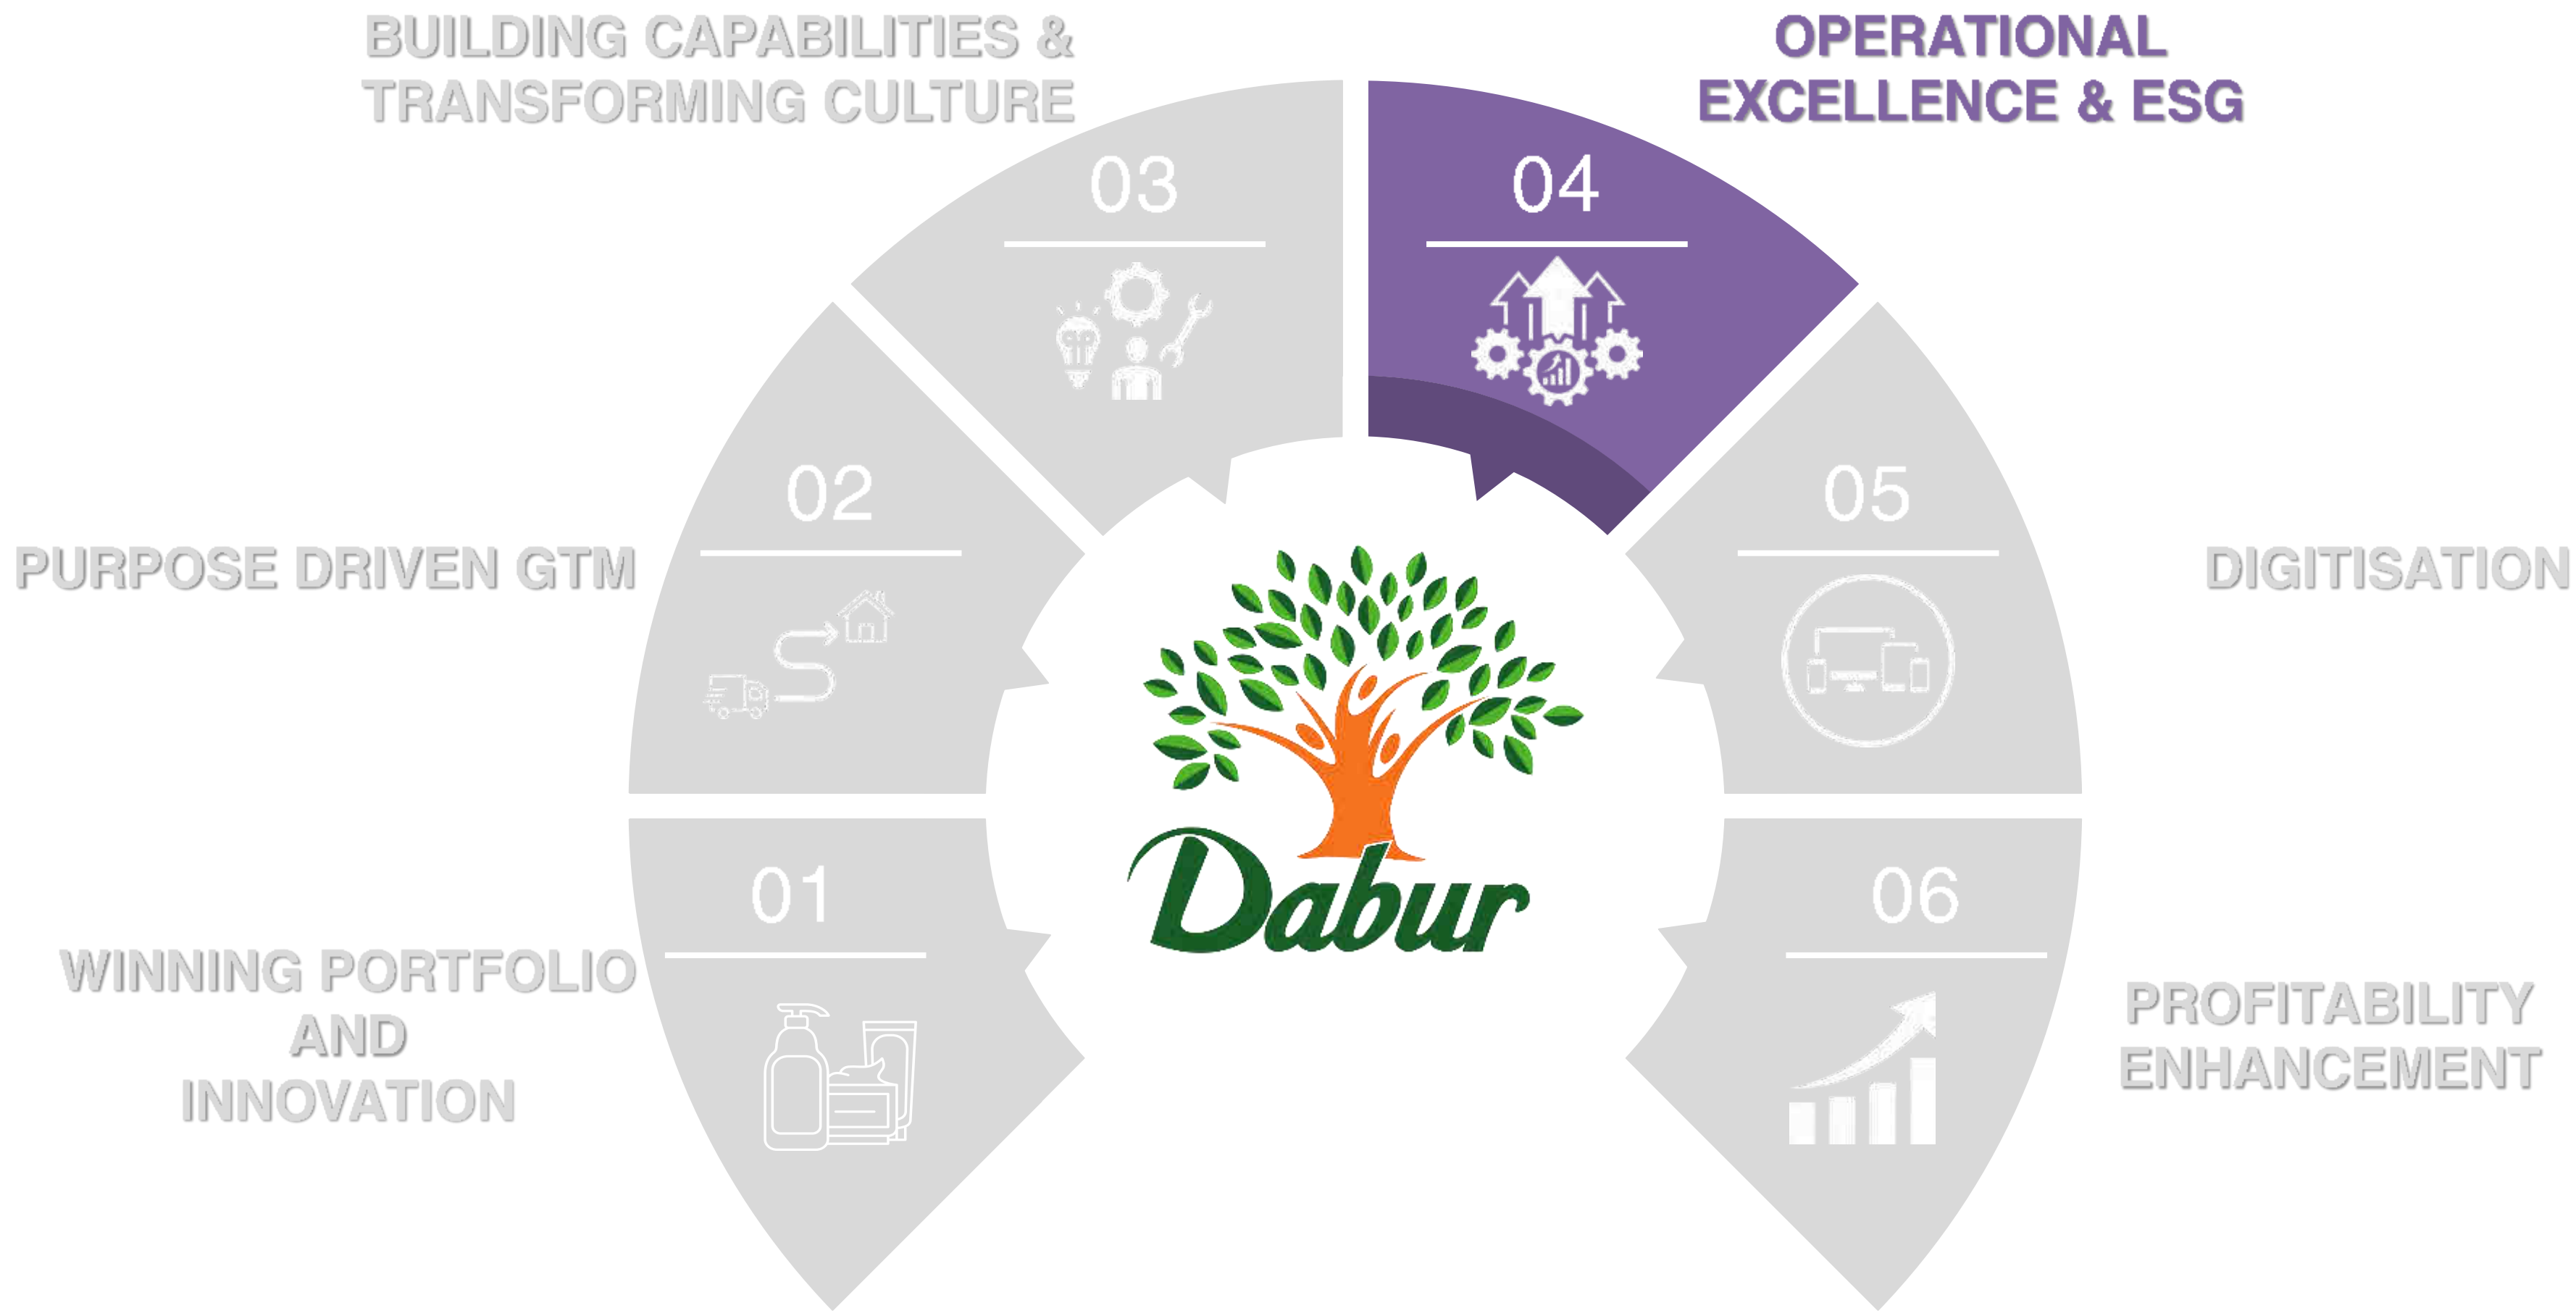 BUILDING CAPABILITIES &
TRANSFORMING CULTURE
OPERATIONAL
EXCELLENCE & ESG
03
04
02
05
PURPOSE DRIVEN GTM
DIGITISATION
Dabur
01
06
WINNING PORTFOLIO
AND
INNOVATION
PROFITABILITY
ENHANCEMENT